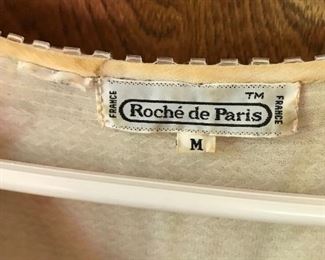 TM
FRANCE
Roché de Paris
FRANCE
M